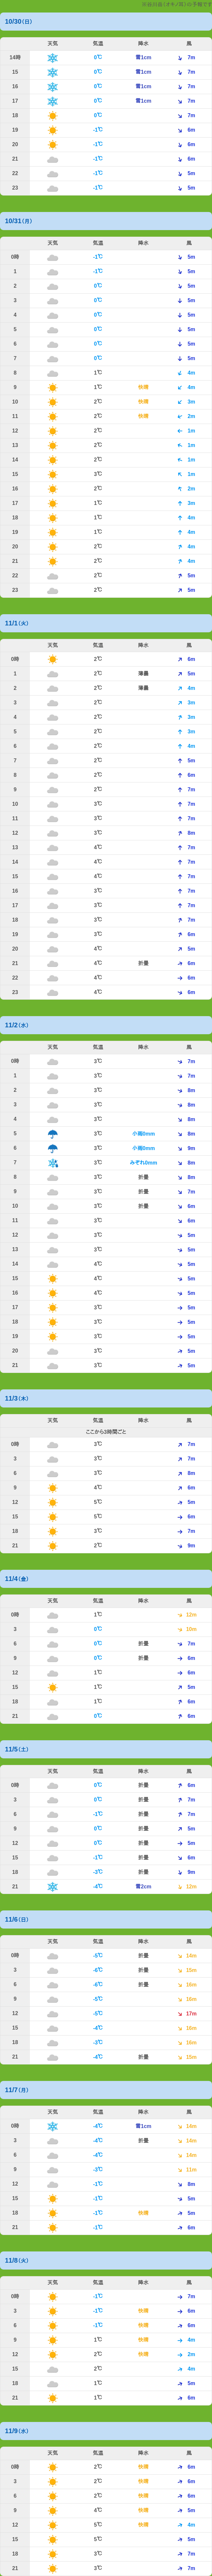 ※谷川岳(オキノ耳)の予報です
10/30(日)
天気 気温 降水 風
14時 0℃ 雪1cm 7m
15 0℃ 雪1cm 7m
16 0℃ 雪1cm 7m
17 0℃ 雪1cm 7m
18 0℃ 7m
19 -1℃ 6m
20 -1℃ 6m
21 -1℃ 6m
22 -1℃ 5m
23 -1℃ 5m
10/31(月)
天気 気温 降水 風
0時 -1℃ 5m
1 -1℃ 5m
2 0℃ 5m
3 0℃ 5m
4 0℃ 5m
5 0℃ 5m
6 0℃ 5m
7 0℃ 5m
8 1℃ 4m
9 1℃ 快晴 4m
10 2℃ 快晴 3m
11 2℃ 快晴 2m
12 2℃ 1m
13 2℃ 1m
14 2℃ 1m
15 3℃ 1m
16 2℃ 2m
17 1℃ 3m
18 1℃ 4m
19 1℃ 4m
20 2℃ 4m
21 2℃ 4m
22 2℃ 5m
23 2℃ 5m
11/1(火)
天気 気温 降水 風
0時 2℃ 6m
1 2℃ 薄曇 5m
2 2℃ 薄曇 4m
3 2℃ 3m
4 2℃ 3m
5 2℃ 3m
6 2℃ 4m
7 2℃ 5m
8 2℃ 6m
9 2℃ 7m
10 3℃ 7m
11 3℃ 7m
12 3℃ 8m
13 4℃ 7m
14 4℃ 7m
15 4℃ 7m
16 3℃ 7m
17 3℃ 7m
18 3℃ 7m
19 3℃ 6m
20 4℃ 5m
21 4℃ 折曇 6m
22 4℃ 6m
23 4℃ 6m
11/2(水)
天気 気温 降水 風
0時 3℃ 7m
1 3℃ 7m
2 3℃ 8m
3 3℃ 8m
4 3℃ 8m
5 3℃ 小雨0mm 8m
6 3℃ 小雨0mm 9m
7 3℃ みぞれ0mm 9m
8 3℃ 折曇 8m
9 3℃ 折曇 7m
10 3℃ 折曇 6m
11 3℃ 6m
12 3℃ 5m
13 3℃ 5m
14 4℃ 5m
15 4℃ 5m
16 4℃ 5m
17 3℃ 5m
18 3℃ 5m
19 3℃ 5m
20 3℃ 5m
21 3℃ 5m
11/3(木)
天気 気温 降水 風
ここから3時間ごと
0時 3℃ 7m
3 3℃ 7m
6 3℃ 8m
9 4℃ 6m
12 5℃ 5m
15 5℃ 6m
18 3℃ 7m
21 2℃ 9m
11/4(金)
天気 気温 降水 風
0時 1℃ 12m
3 0℃ 10m
6 0℃ 折曇 7m
9 0℃ 折曇 6m
12 1℃ 6m
15 1℃ 5m
18 1℃ 6m
21 0℃ 6m
11/5(土)
天気 気温 降水 風
0時 0℃ 折曇 6m
3 0℃ 折曇 7m
6 -1℃ 折曇 7m
9 0℃ 折曇 5m
12 0℃ 折曇 5m
15 -1℃ 折曇 6m
18 -3℃ 折曇 9m
21 -4℃ 雪2cm 12m
11/6(日)
天気 気温 降水 風
0時 -5℃ 折曇 14m
3 -6℃ 折曇 15m
6 -6℃ 折曇 16m
9 -5℃ 16m
12 -5℃ 17m
15 -4℃ 16m
18 -3℃ 16m
21 -4℃ 折曇 15m
11/7(月)
天気 気温 降水 風
0時 -4℃ 雪1cm 14m
3 -4℃ 折曇 14m
6 -4℃ 14m
9 -3℃ 11m
12 -1℃ 8m
15 -1℃ 5m
18 -1℃ 快晴 5m
21 -1℃ 6m
11/8(火)
天気 気温 降水 風
0時 -1℃ 7m
3 -1℃ 快晴 6m
6 -1℃ 快晴 6m
9 1℃ 快晴 4m
12 2℃ 快晴 2m
15 2℃ 4m
18 1℃ 5m
21 1℃ 6m
11/9(水)
天気 気温 降水 風
0時 2℃ 快晴 6m
3 2℃ 快晴 6m
6 2℃ 快晴 6m
9 4℃ 快晴 5m
12 5℃ 快晴 4m
15 5℃ 5m
18 3℃ 7m
21 3℃ 7m